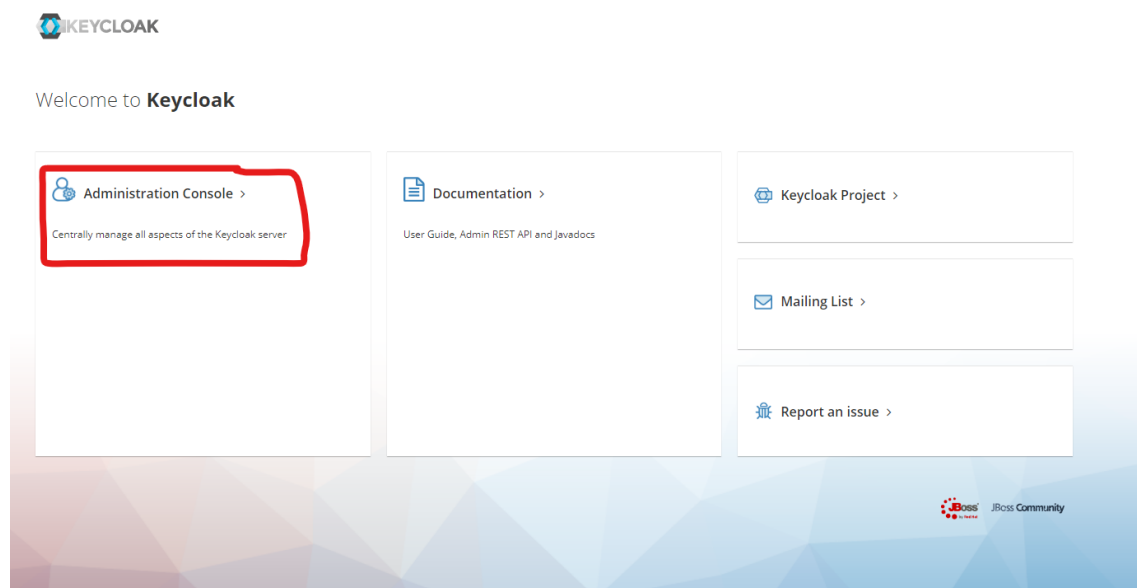 KEYCLOAK
Welcome to Keycloak
Administration Console >
Centrally manage all aspects of the Keycloak server
Documentation >
User Guide, Admin REST API and Javadocs
Keycloak Project >
Mailing List >
Report an issue >
JBoss
JBoss Community